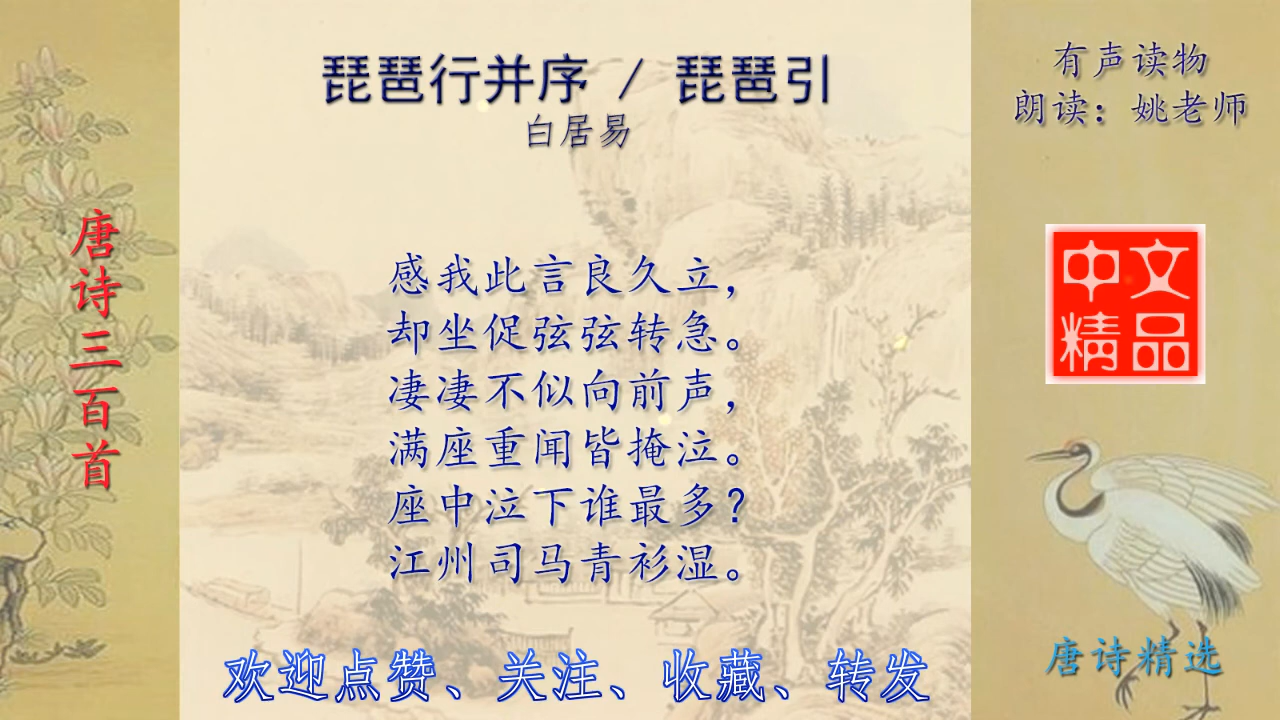 琵琶行并序 / 琵琶引
白居易
感我此言良久立，
却坐促弦弦转急。
凄凄不似向前声，
满座重闻皆掩泣。
座中泣下谁最多？
江州司马青衫湿。
欢迎点赞、关注、收藏、转发
唐诗三百首
有声读物
朗读：姚老师
中文
精品
唐诗精选